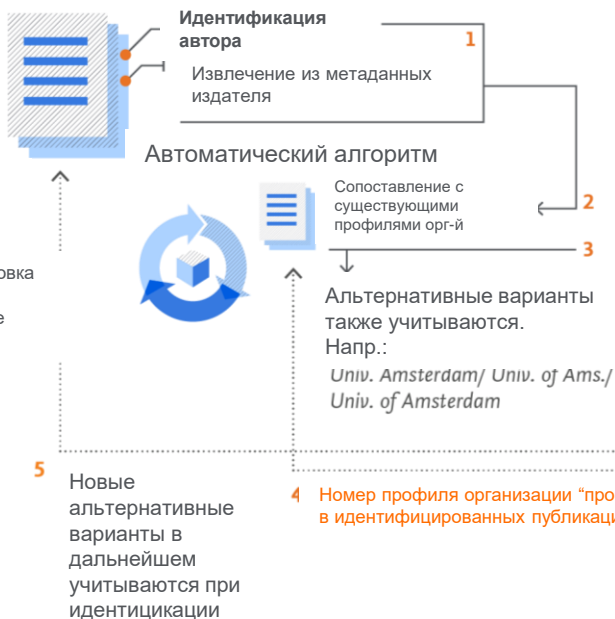 Идентификация
автора
1
Извлечение из метаданных
издателя
Автоматический алгоритм
Сопоставление с
существующими
профилями орг-й
2
3
Альтернативные варианты
также учитываются.
Напр.:
Univ. Amsterdam/ Univ. of Ams./
Univ. of Amsterdam
5
Новые
альтернативные
варианты в
дальнейшем
учитываются при
идентицикации
4
Номер профиля организации “про
в идентифицированных публикаци